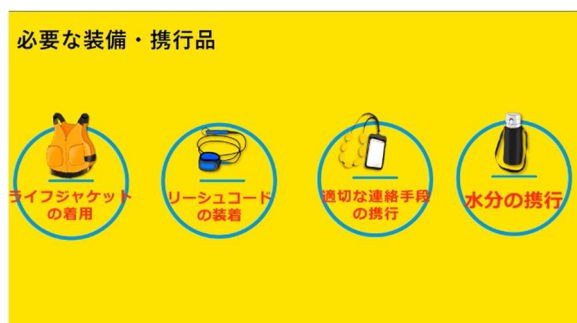 必要な装備・携行品
ライフジャケット
の着用
リーシュコード
の装着
適切な連絡手段
の携行
水分の携行